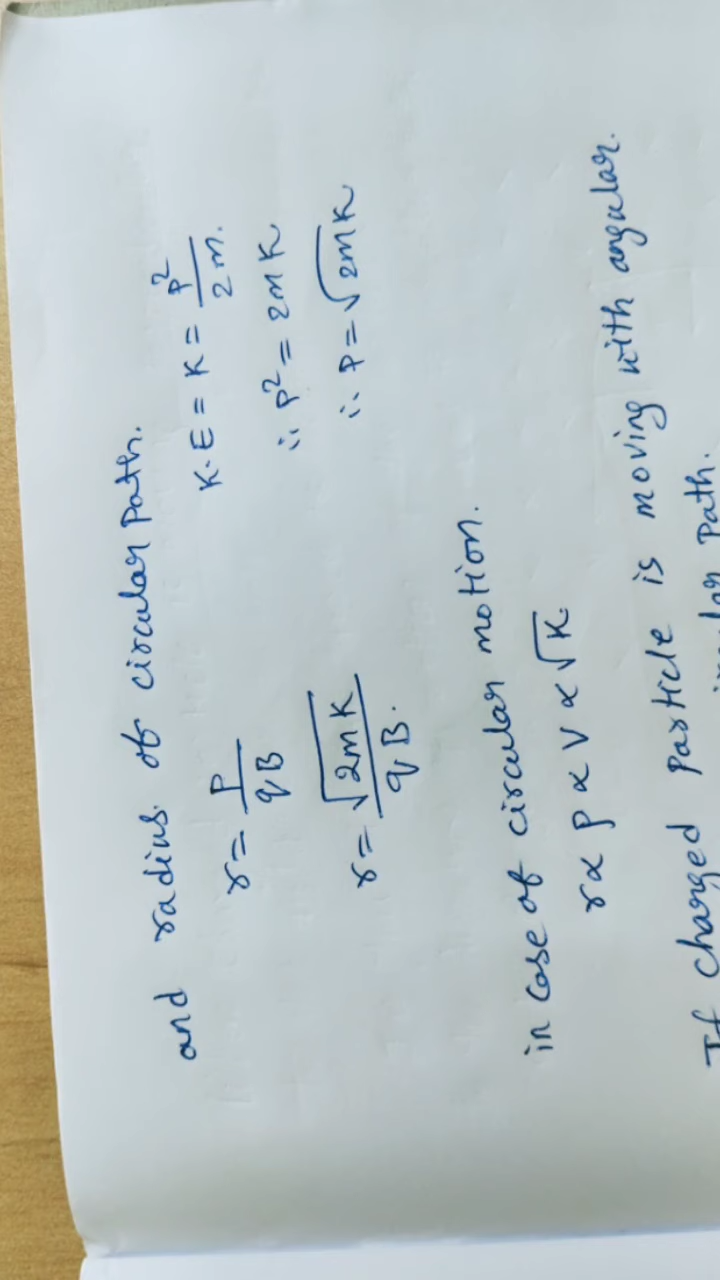 and radius of circular path.
r = P/qB K.E = K = P²/2m.
∴ P² = 2mK
r = √2mK/qB. ∴ P = √2mK
in case of circular motion.
r ∝ P ∝ V ∝ √K
If charged particle is moving with angular.
path.